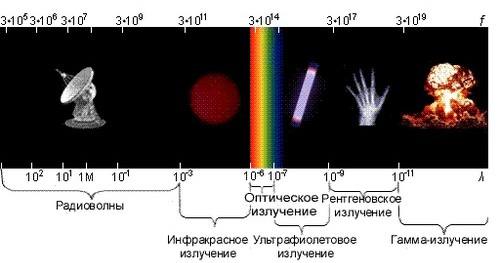 3•10⁵ 3•10⁶ 3•10⁷ 3•10⁹ 3•10¹¹ 3•10¹⁴ 3•10¹⁷ 3•10¹⁹ f
10² 10¹ 1М 10⁻¹ 10⁻³ 10⁻⁶ 10⁻⁷ 10⁻⁹ 10⁻¹¹ λ
Радиоволны
Оптическое
излучение
Рентгеновское
излучение
Инфракрасное
излучение
Ультрафиолетовое
излучение
Гамма-излучение